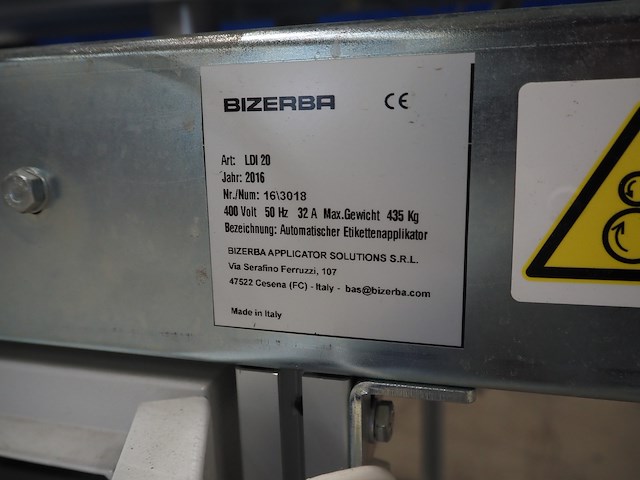 BIZERBA CE
Art: LDI 20
Jahr: 2016
Nr./Num: 16\3018
400 Volt 50 Hz 32 A Max.Gewicht 435 Kg
Bezeichnung: Automatischer Etikettenapplikator
BIZERBA APPLICATOR SOLUTIONS S.R.L.
Via Serafino Ferruzzi, 107
47522 Cesena (FC) - Italy - bas@bizerba.com
Made in Italy